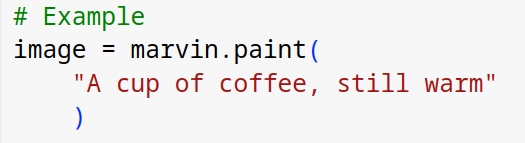 # Example
image = marvin.paint(
    "A cup of coffee, still warm"
    )